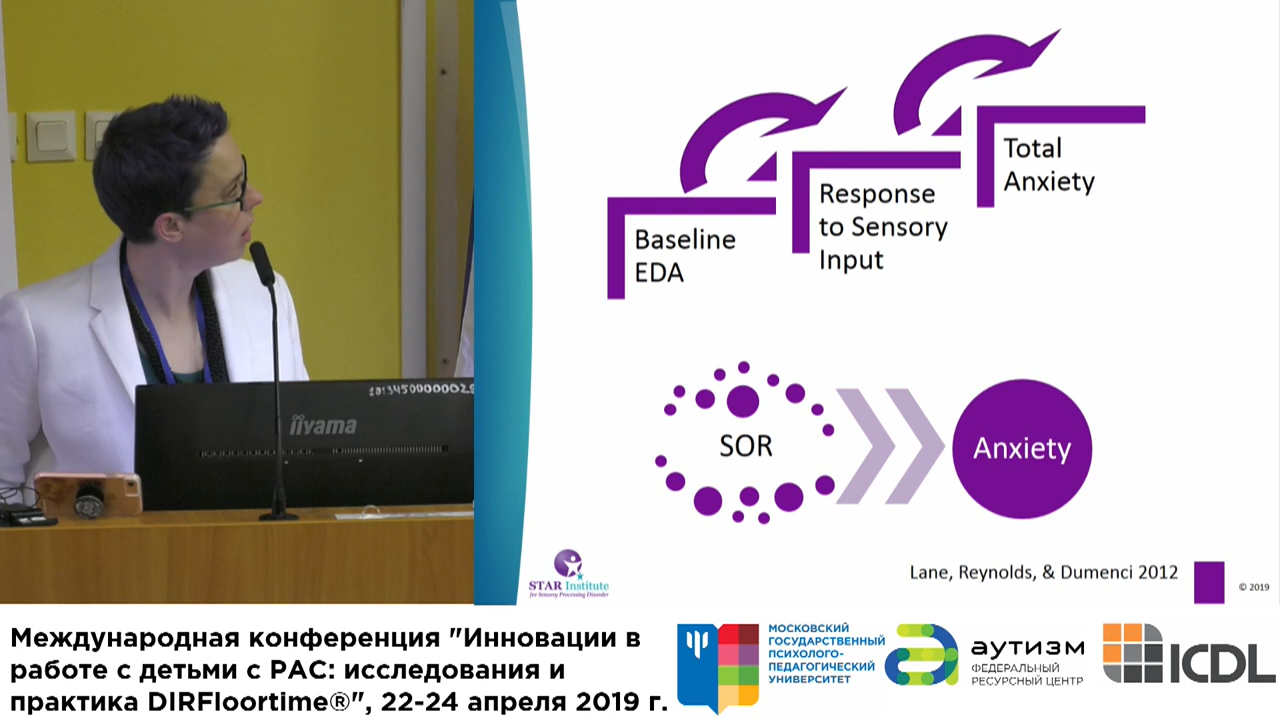 Baseline
EDA
Response
to Sensory
Input
Total
Anxiety
SOR
Anxiety
Lane, Reynolds, & Dumenci 2012
© 2019
STAR Institute
for Sensory Processing Disorder
iiyama
Международная конференция "Инновации в
работе с детьми с РАС: исследования и
практика DIRFloortime®", 22-24 апреля 2019 г.
МОСКОВСКИЙ
ГОСУДАРСТВЕННЫЙ
ПСИХОЛОГО-
ПЕДАГОГИЧЕСКИЙ
УНИВЕРСИТЕТ
аутизм
ФЕДЕРАЛЬНЫЙ
РЕСУРСНЫЙ ЦЕНТР
ICDL